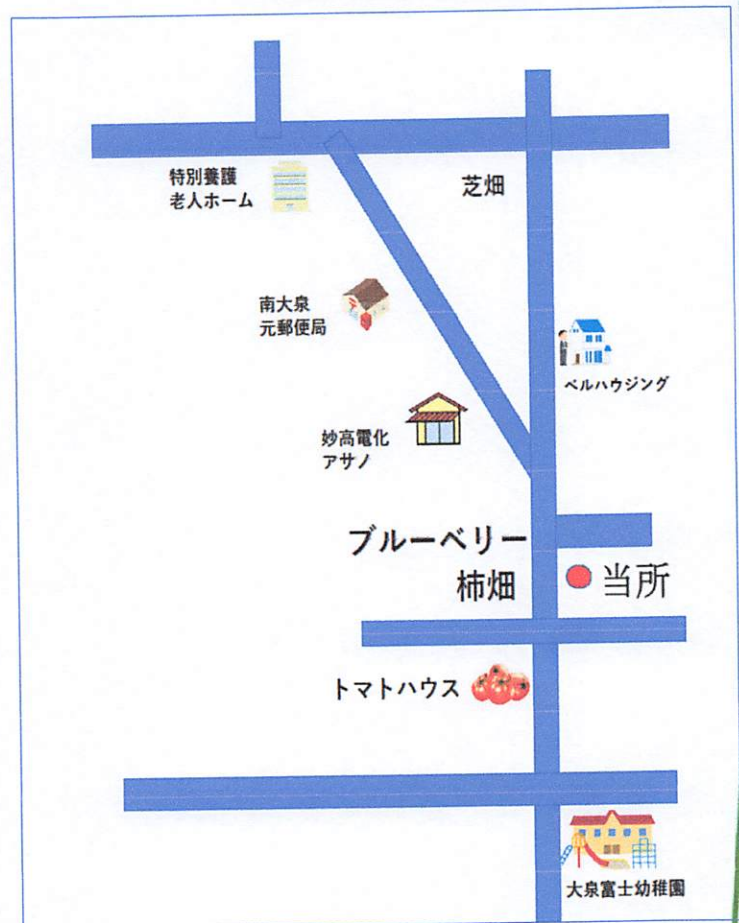 特別養護
老人ホーム
芝畑
南大泉
元郵便局
ベルハウジング
妙高電化
アサノ
ブルーベリー
柿畑
当所
トマトハウス
大泉富士幼稚園